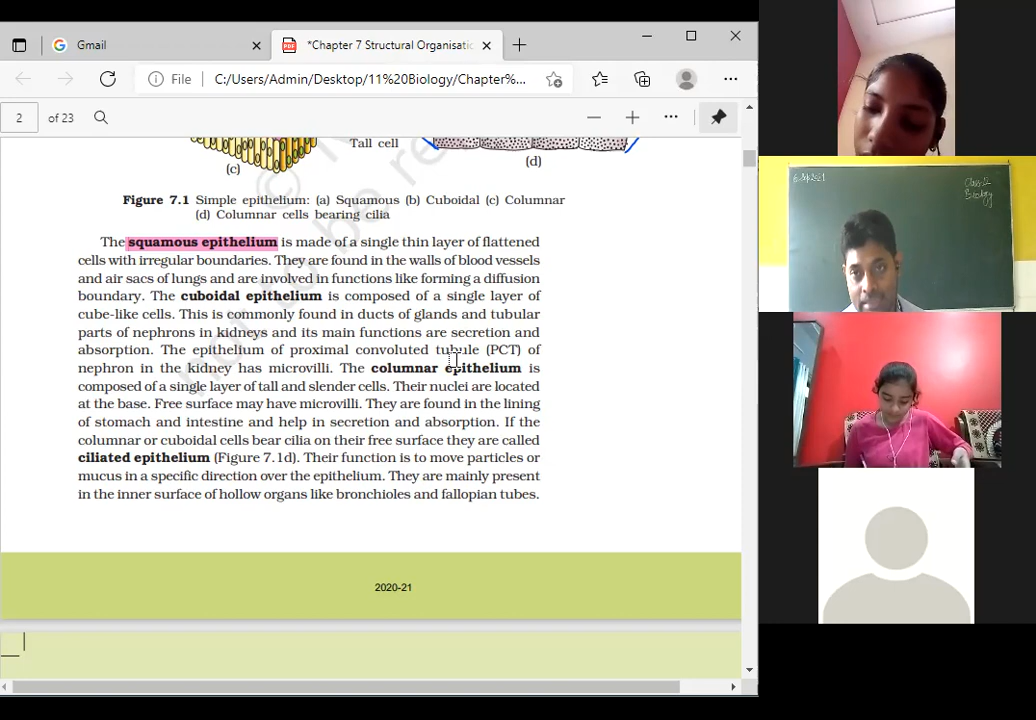 Gmail
*Chapter 7 Structural Organisatio
File
C:/Users/Admin/Desktop/11%20Biology/Chapter%...
2 of 23
Tall cell
(c)
(d)
Figure 7.1 Simple epithelium: (a) Squamous (b) Cuboidal (c) Columnar
(d) Columnar cells bearing cilia
The squamous epithelium is made of a single thin layer of flattened
cells with irregular boundaries. They are found in the walls of blood vessels
and air sacs of lungs and are involved in functions like forming a diffusion
boundary. The cuboidal epithelium is composed of a single layer of
cube-like cells. This is commonly found in ducts of glands and tubular
parts of nephrons in kidneys and its main functions are secretion and
absorption. The epithelium of proximal convoluted tubule (PCT) of
nephron in the kidney has microvilli. The columnar epithelium is
composed of a single layer of tall and slender cells. Their nuclei are located
at the base. Free surface may have microvilli. They are found in the lining
of stomach and intestine and help in secretion and absorption. If the
columnar or cuboidal cells bear cilia on their free surface they are called
ciliated epithelium (Figure 7.1d). Their function is to move particles or
mucus in a specific direction over the epithelium. They are mainly present
in the inner surface of hollow organs like bronchioles and fallopian tubes.
2020-21
Biology